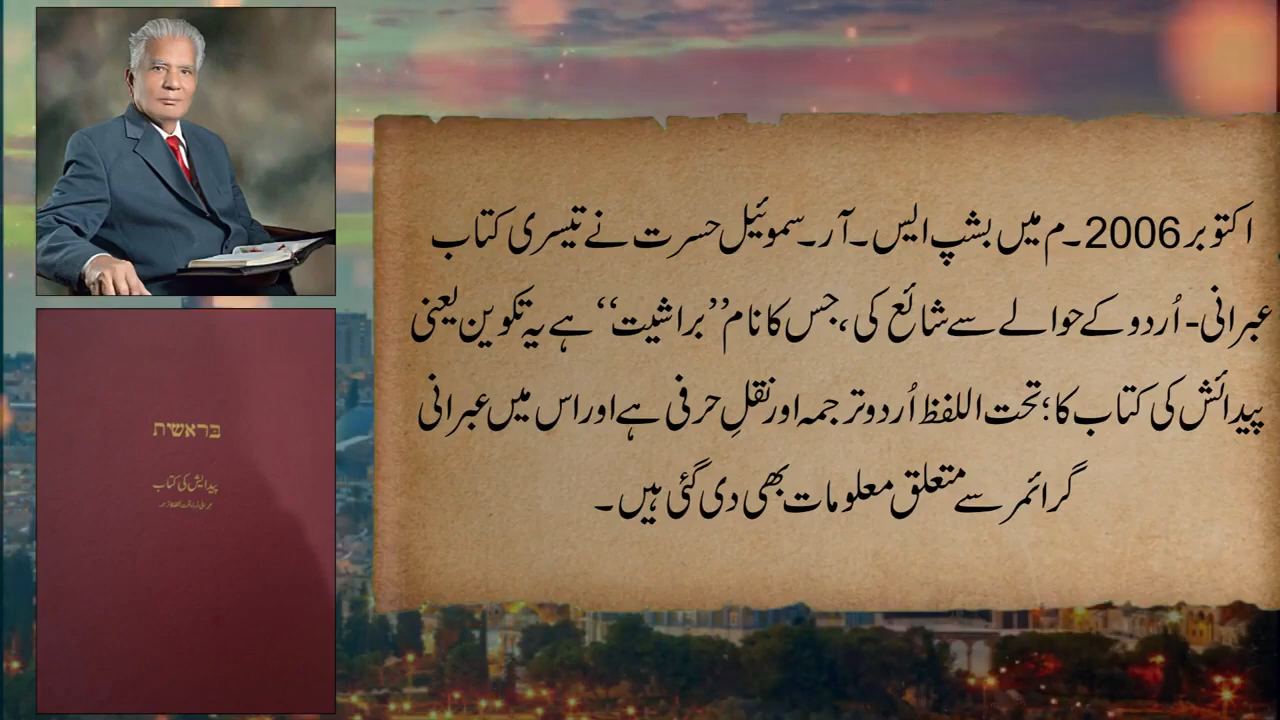 اکتوبر 2006۔م میں بشپ ایس۔آر۔سموئیل حسرت نے تیسری کتاب
عبرانی-اُردو کے حوالے سے شائع کی، جس کا نام ’’براشیت‘‘ ہے یہ تکوین یعنی
پیدائش کی کتاب کا؛ تحت اللفظ اُردو ترجمہ اور نقلِ حرفی ہے اور اس میں عبرانی
گرائمر سے متعلق معلومات بھی دی گئی ہیں۔
בראשית
پیدایش کی کتاب